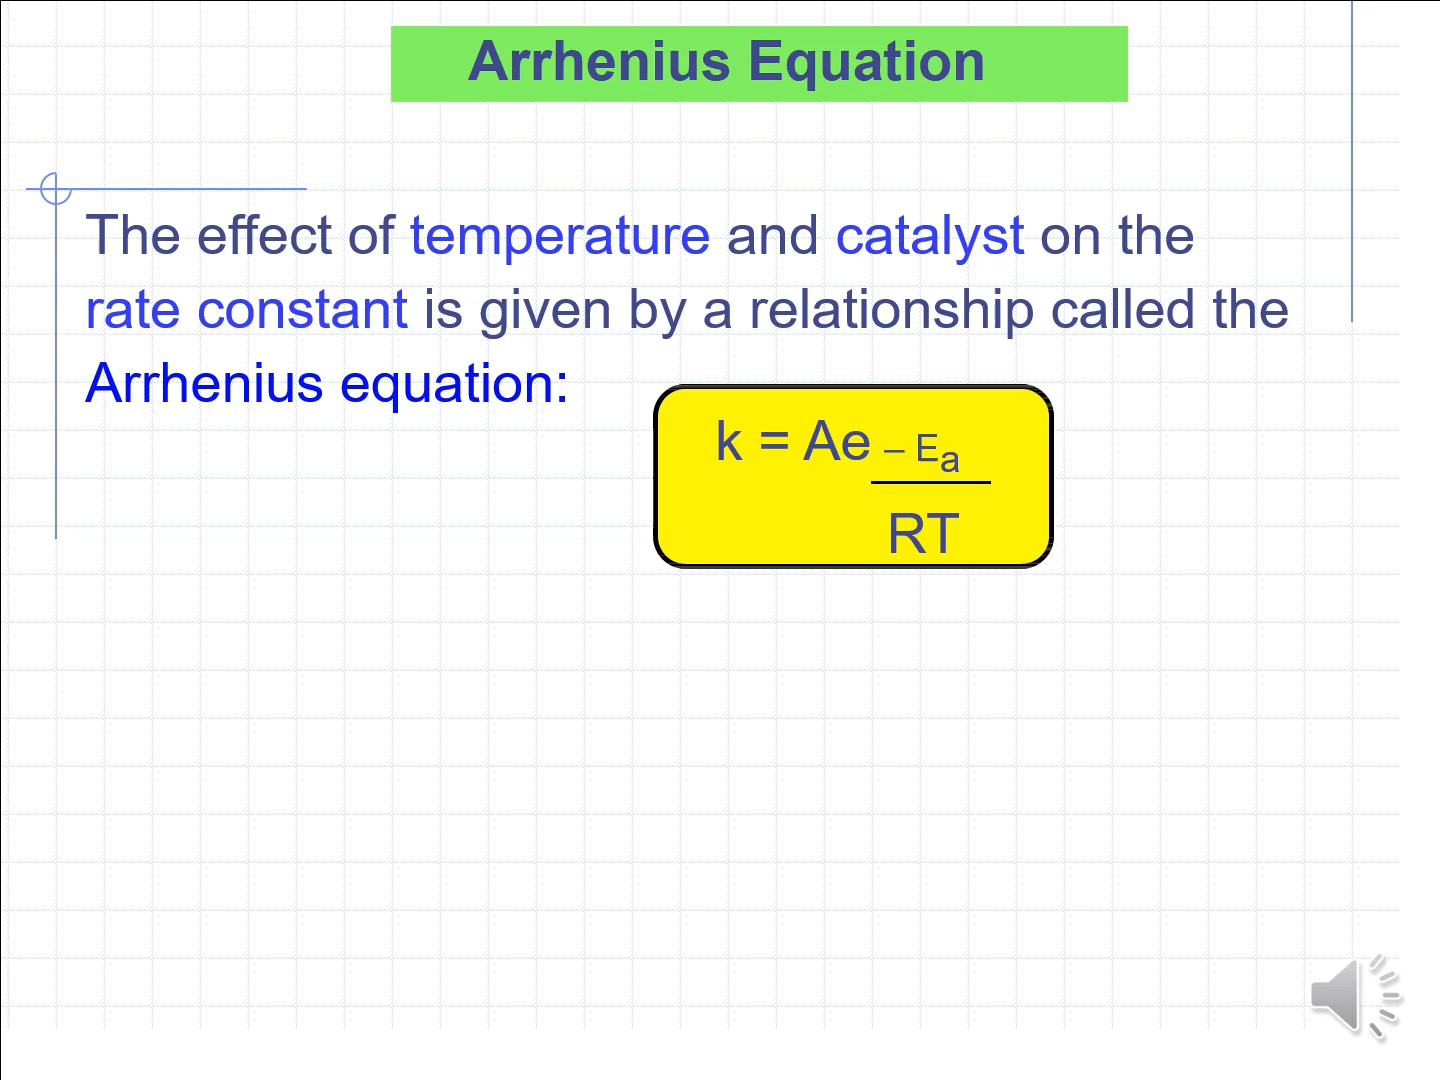 Arrhenius Equation
The effect of temperature and catalyst on the
rate constant is given by a relationship called the
Arrhenius equation:
k = Ae – Ea
RT